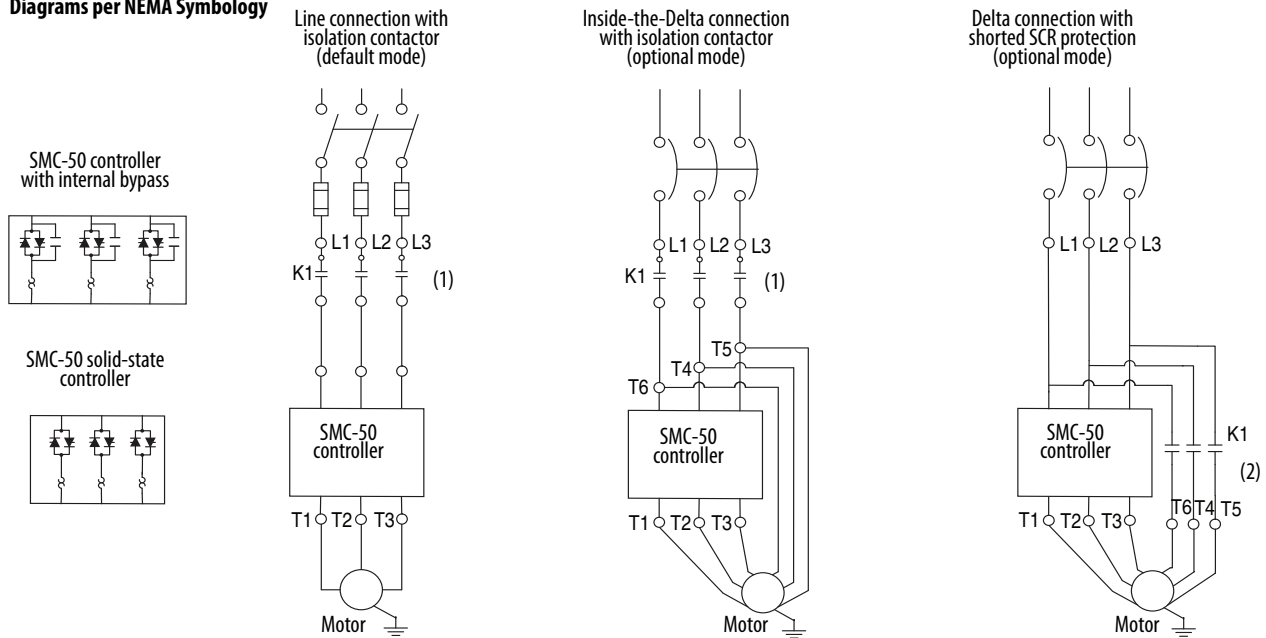 Diagrams per NEMA Symbology
Line connection with
isolation contactor
(default mode)
Inside-the-Delta connection
with isolation contactor
(optional mode)
Delta connection with
shorted SCR protection
(optional mode)
SMC-50 controller
with internal bypass
SMC-50 solid-state
controller
L1 L2 L3
K1
(1)
SMC-50
controller
T1 T2 T3
Motor
L1 L2 L3
K1
(1)
T5
T4
T6
SMC-50
controller
T1 T2 T3
Motor
L1 L2 L3
SMC-50
controller
K1
(2)
T6 T4 T5
T1 T2 T3
Motor